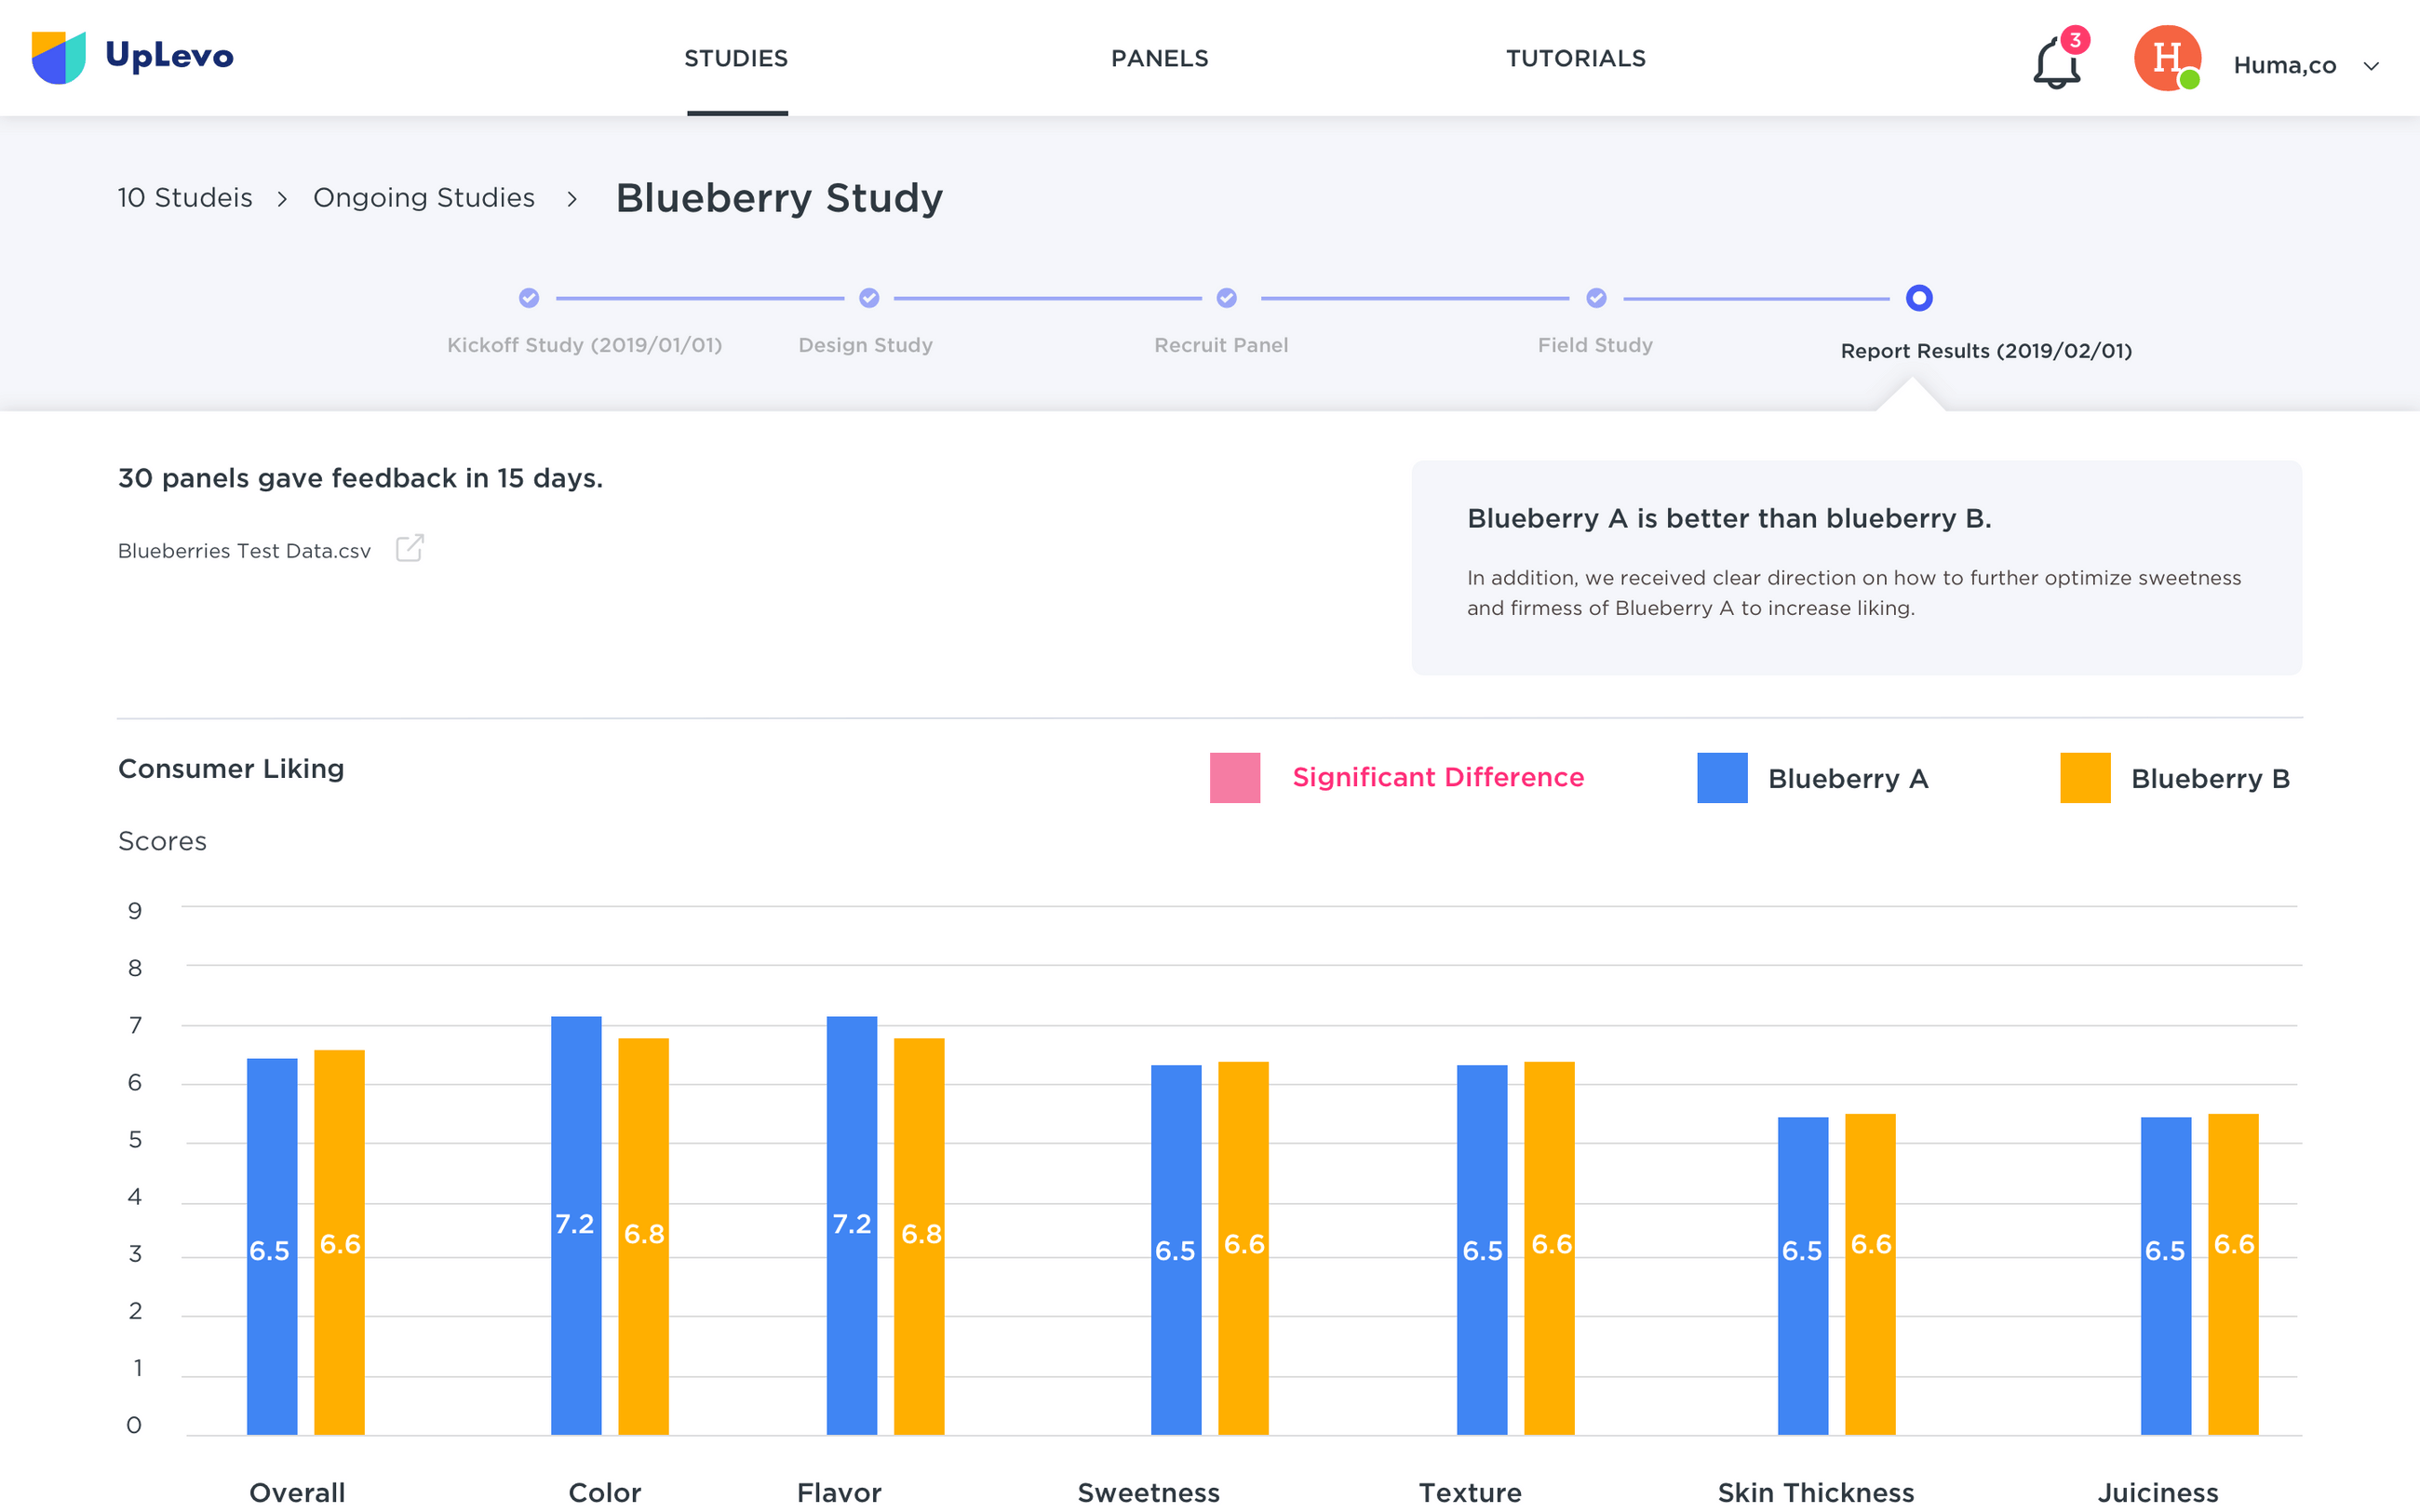 UpLevo
STUDIES
PANELS
TUTORIALS
3
H
Huma,co
10 Studeis > Ongoing Studies > Blueberry Study
Kickoff Study (2019/01/01)
Design Study
Recruit Panel
Field Study
Report Results (2019/02/01)
30 panels gave feedback in 15 days.
Blueberries Test Data.csv
Blueberry A is better than blueberry B.
In addition, we received clear direction on how to further optimize sweetness
and firmess of Blueberry A to increase liking.
Consumer Liking
Significant Difference
Blueberry A
Blueberry B
Scores
9
8
7
6
5
4
3
2
1
0
6.5
6.6
7.2
6.8
7.2
6.8
6.5
6.6
6.5
6.6
6.5
6.6
6.5
6.6
Overall
Color
Flavor
Sweetness
Texture
Skin Thickness
Juiciness